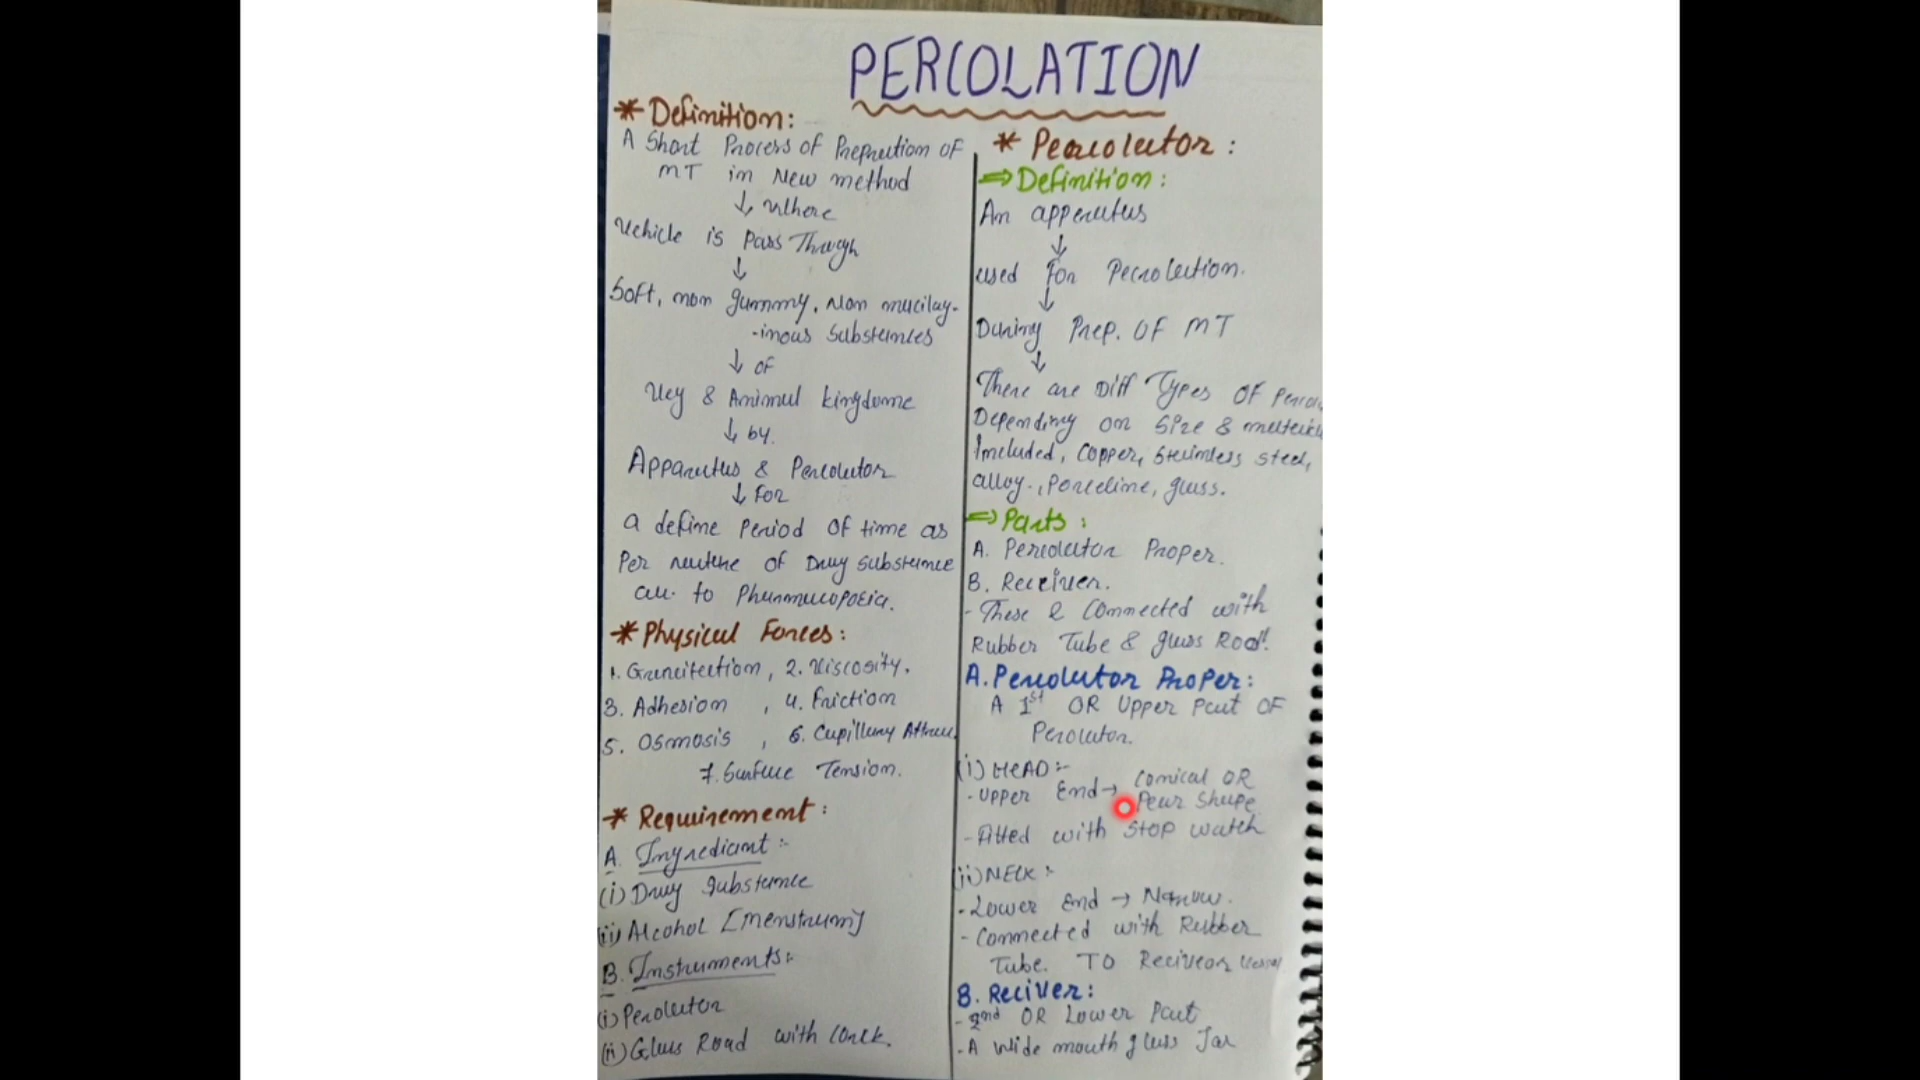 PERCOLATION
* Definition:
A Short Process of Prepration of
MT in New method
↓ where
Vehicle is Pass Through
↓
Soft, non gummy, Non mucilag-
-inous Substances
↓ of
Veg & Animal kingdome
↓ by.
Apparatus & Percolator
↓ For
a define Period of time as
Per nature of Drug substance
acc. to Pharmacopoeia.
* Physical Forces:
1. Gravitation, 2. Viscosity.
3. Adhesion, 4. Friction
5. Osmosis, 6. Capillary Attrac.
7. Surface Tension.
* Requirement:
A. Ingrediant:-
(i) Drug Substance
(ii) Alcohol [Menstrum]
B. Instruments:-
(i) Percolator
(ii) Glass Road with Cork.
* Percolator:
⇒ Definition:
An apperatus
↓
used for Percolation.
↓
During Prep. OF MT
↓
There are Diff Types OF
Depending on Size &
Included, Copper, Stainless steel,
alloy., Porceline, glass.
⇒ Parts:
A. Percolator Proper.
B. Receiver.
- These 2 Connected with
Rubber Tube & glass Road.
A. Percolator Proper:
A 1st OR Upper Part OF
Percolator.
(i) HEAD:-
- Upper End → Conical OR
Pear Shape
- Fitted with Stop watch
(ii) NECK:-
- Lower End → Narrow.
- Connected with Rubber
Tube. TO Reciveor Vessel
B. Reciver:
- 2nd OR Lower Part
- A wide mouth glass Jar